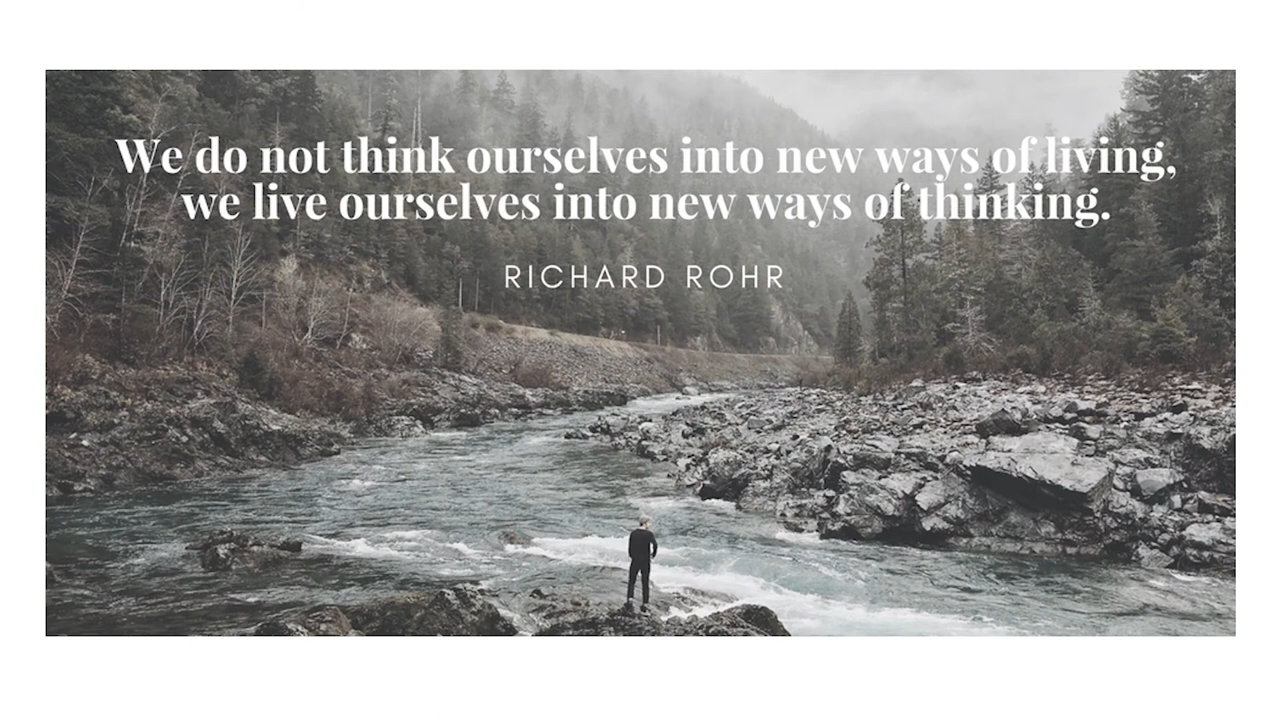 We do not think ourselves into new ways of living,
we live ourselves into new ways of thinking.
RICHARD ROHR